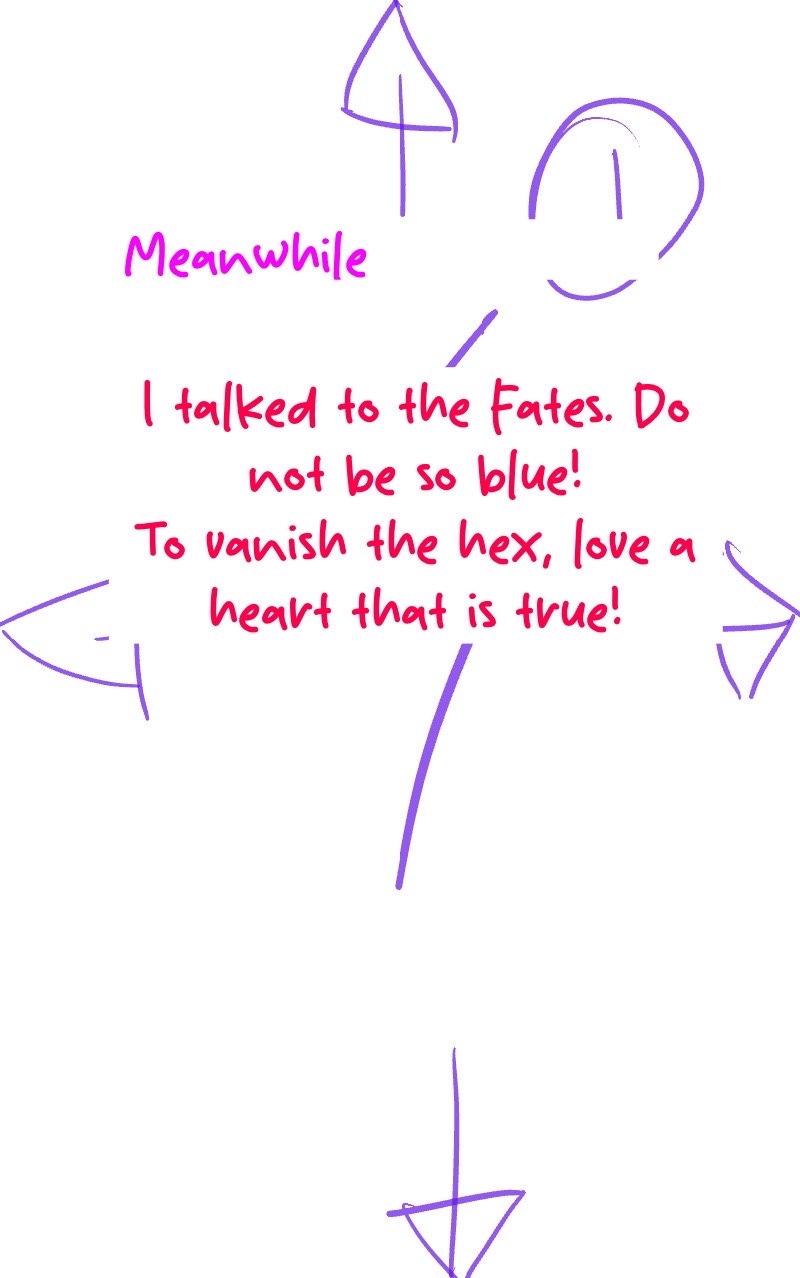 Meanwhile
I talked to the Fates. Do
not be so blue!
To vanish the hex, love a
heart that is true!